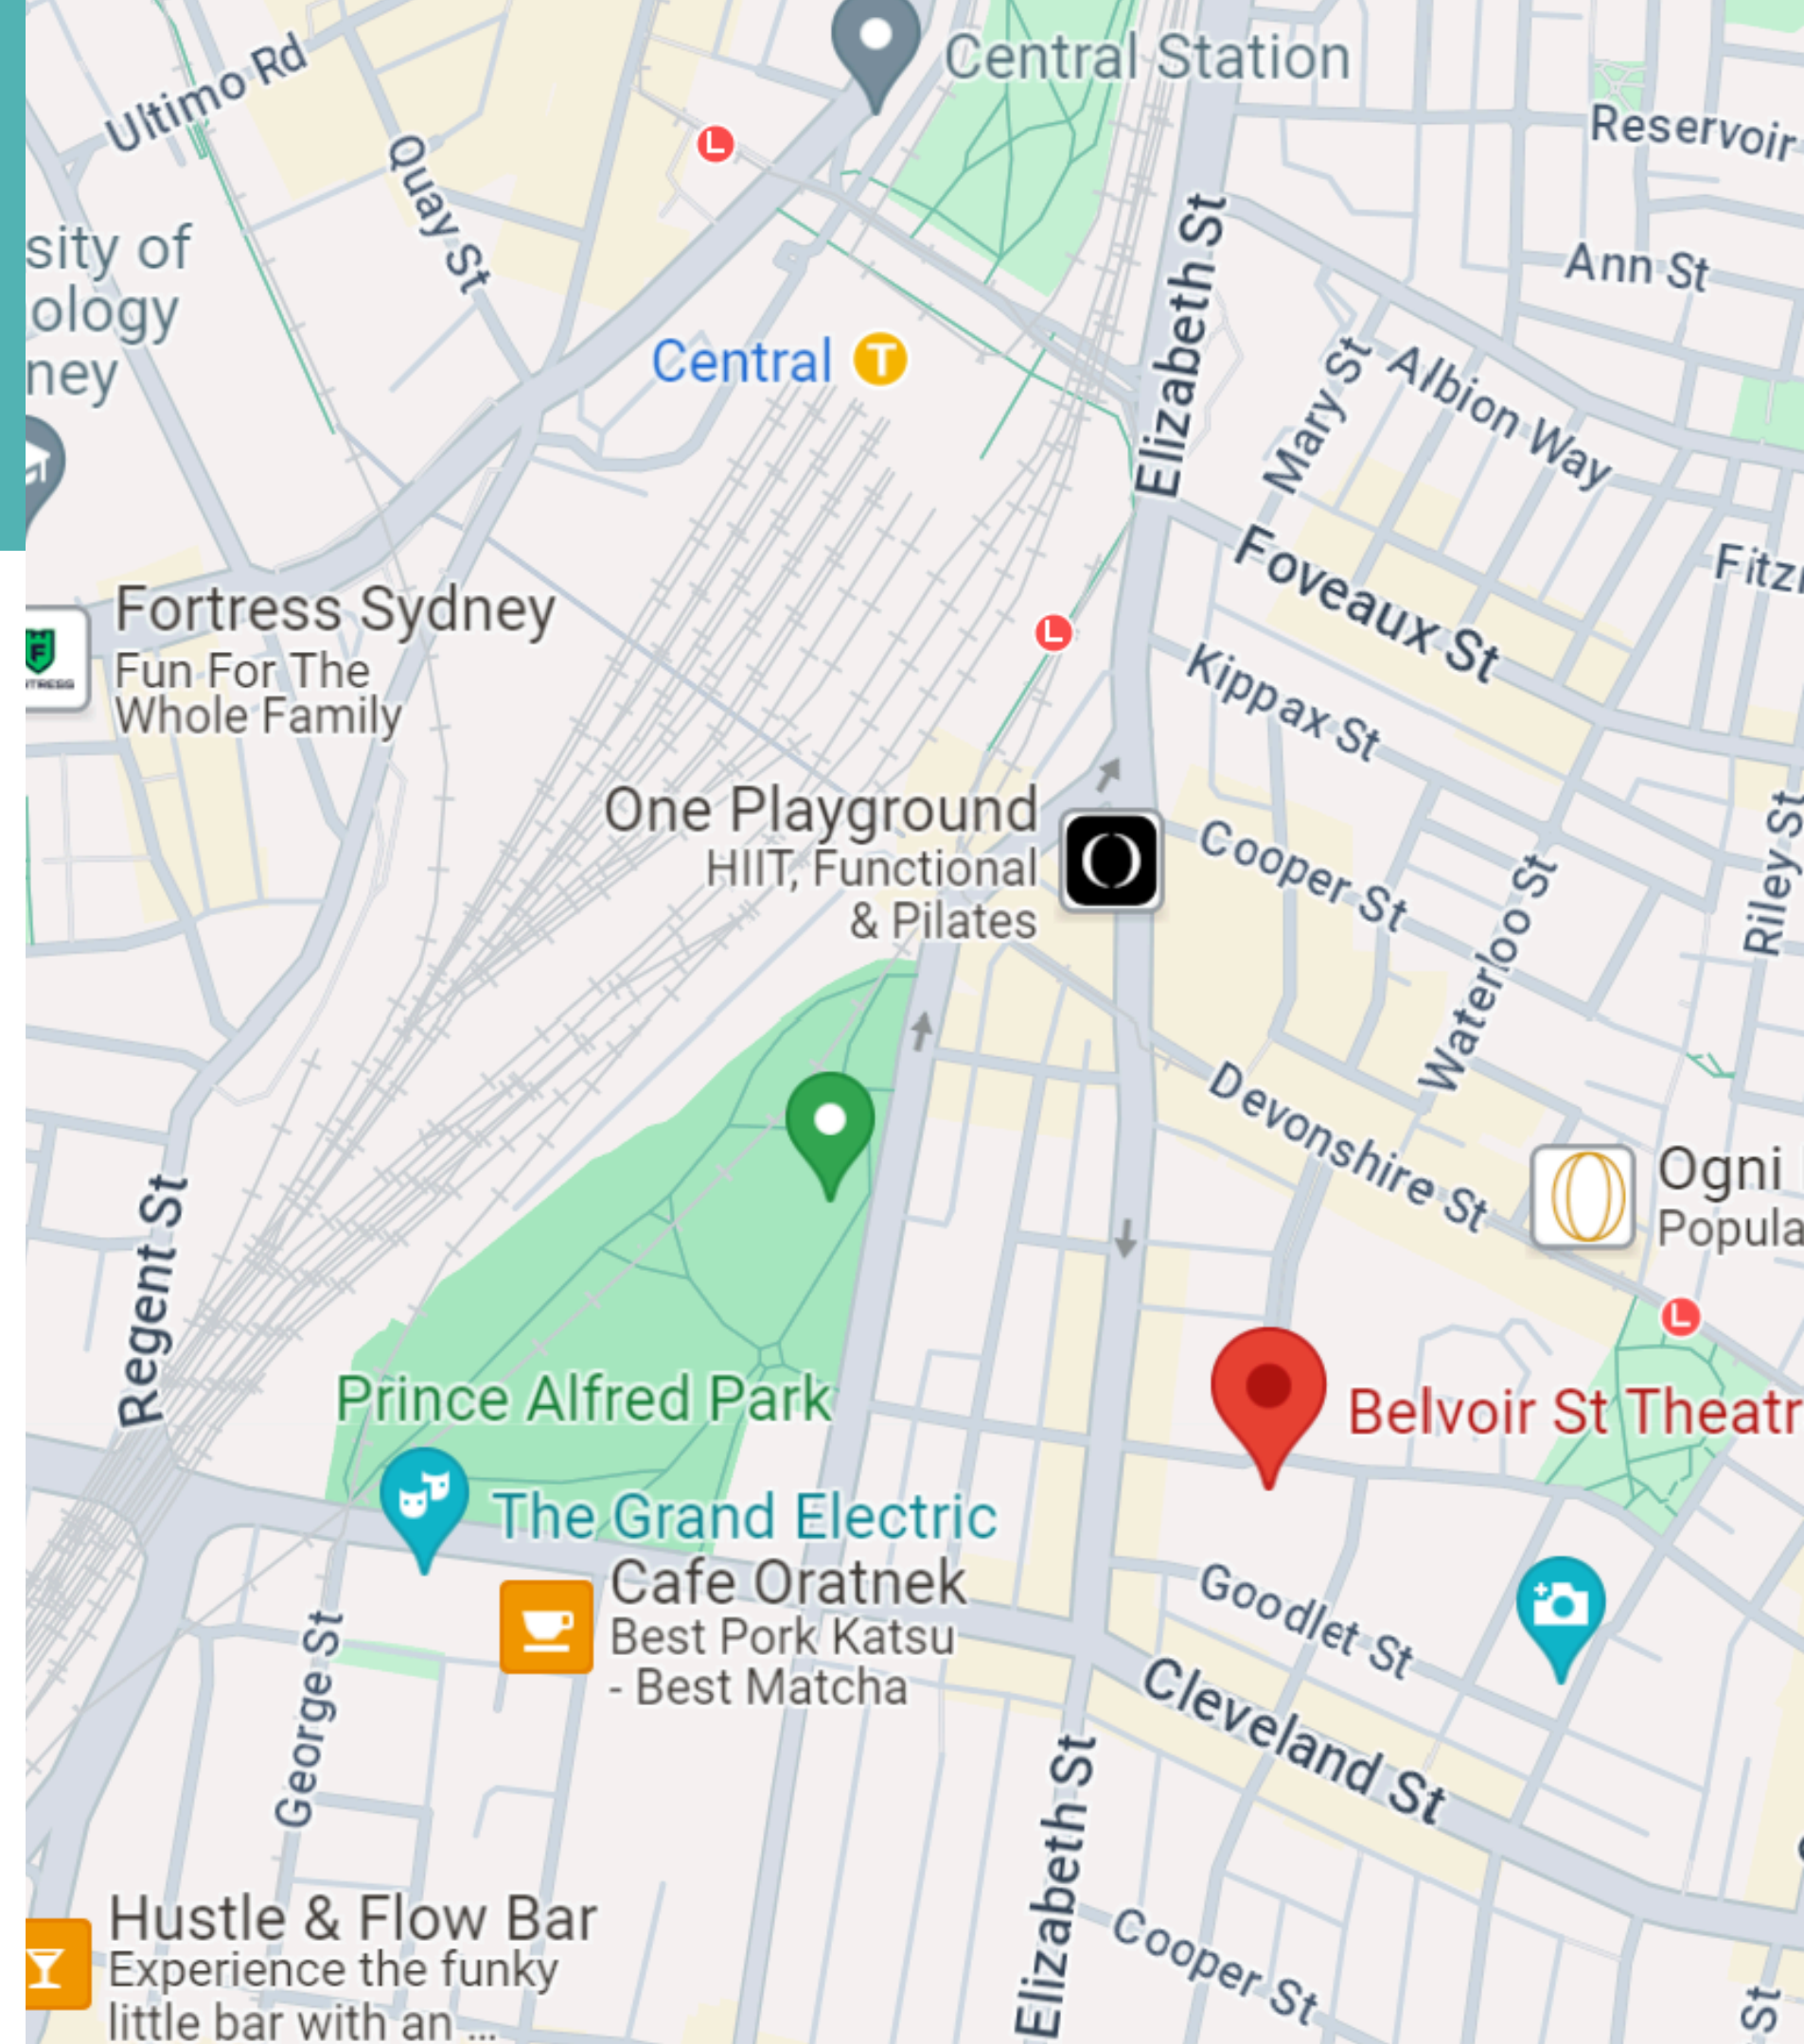 Central Station
Ultimo Rd
Reservoir
Quay St
L
sity of
ology
ney
Elizabeth St
Ann St
Central T
Mary St
Albion Way
Foveaux St
Fitz
Fortress Sydney
Fun For The
Whole Family
F
L
Kippax St
One Playground
HIIT, Functional
& Pilates
Cooper St
Riley St
Waterloo St
Devonshire St
Ogni
Popula
Regent St
L
Prince Alfred Park
Belvoir St Theatr
The Grand Electric
Cafe Oratnek
Best Pork Katsu
- Best Matcha
Goodlet St
George St
Cleveland St
Elizabeth St
Hustle & Flow Bar
Experience the funky
little bar with an ...
Cooper St
St